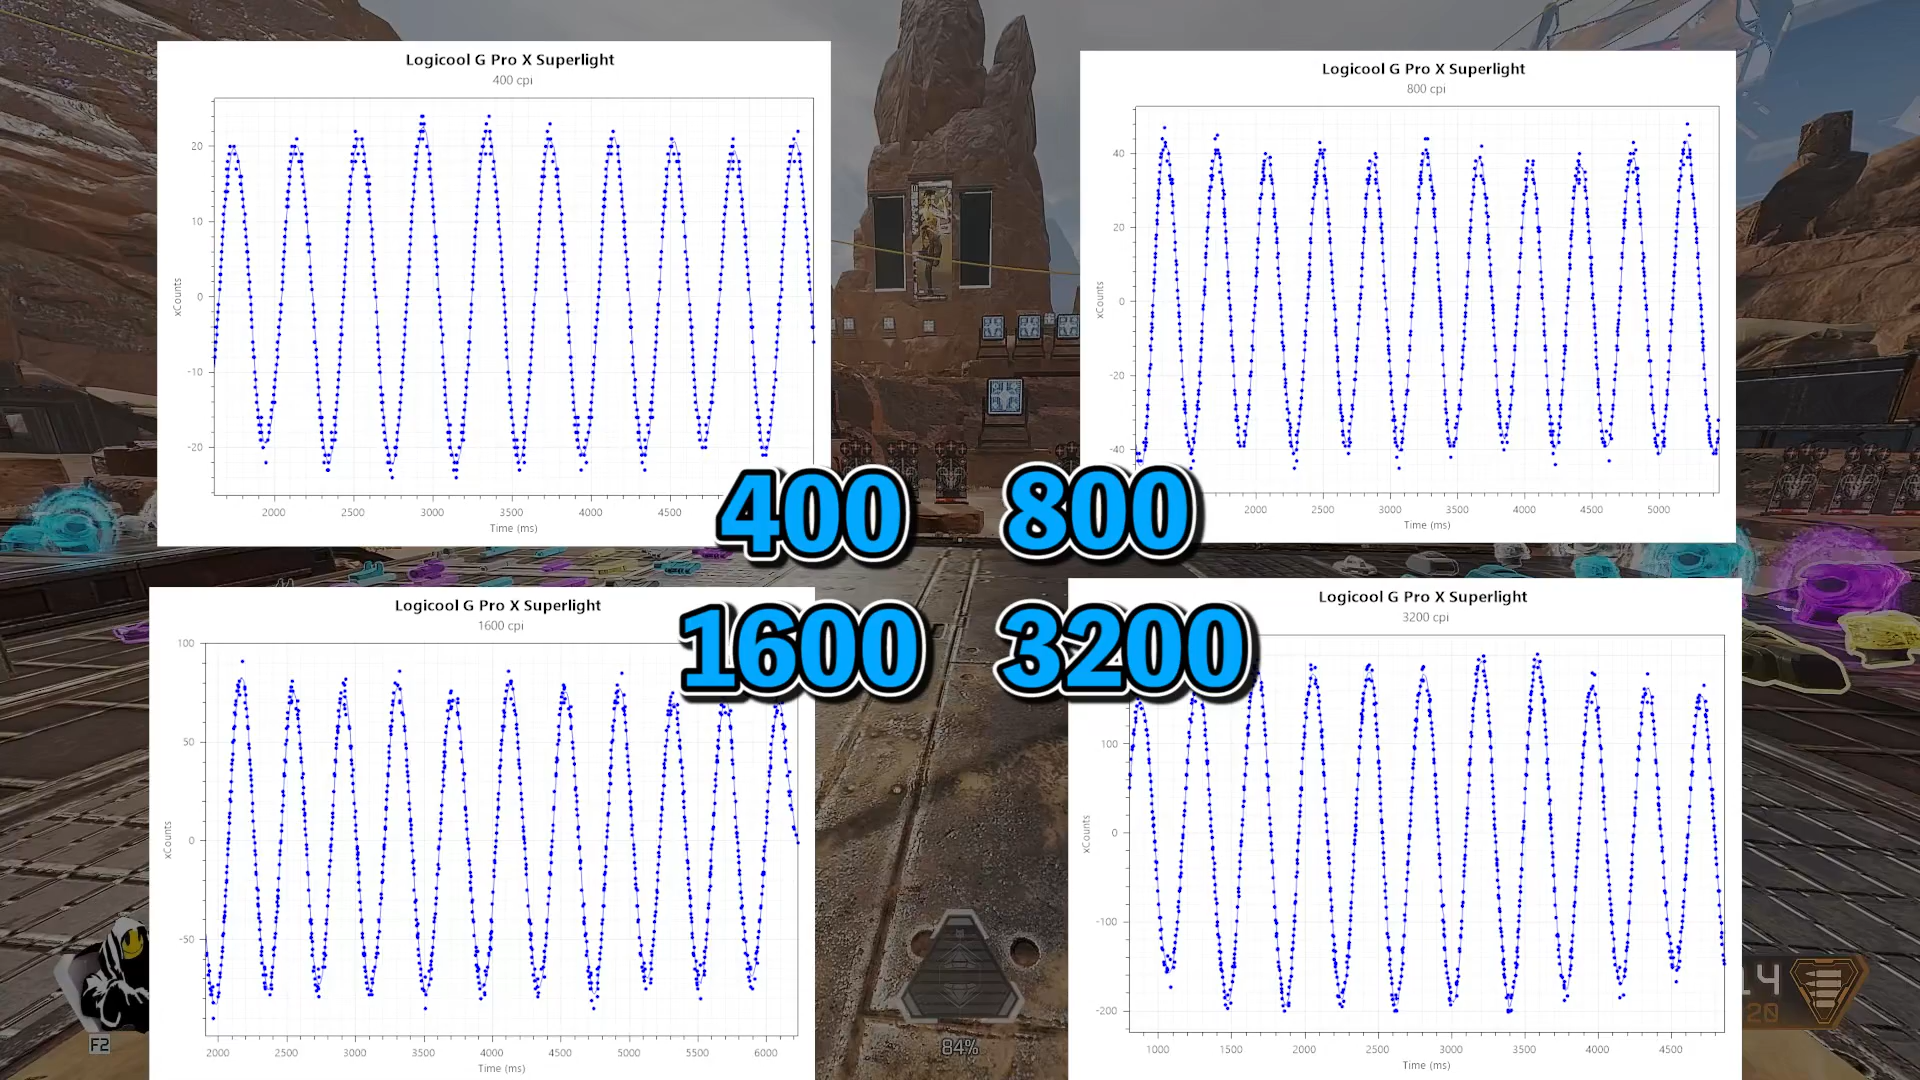 Logicool G Pro X Superlight
400 cpi
20
10
0
-10
-20
xCounts
2000 2500 3000 3500 4000 4500
Time (ms)
Logicool G Pro X Superlight
800 cpi
40
20
0
-20
-40
xCounts
2000 2500 3000 3500 4000 4500 5000
Time (ms)
400 800
1600 3200
Logicool G Pro X Superlight
1600 cpi
100
50
0
-50
xCounts
2000 2500 3000 3500 4000 4500 5000 5500 6000
Time (ms)
Logicool G Pro X Superlight
3200 cpi
100
0
-100
-200
xCounts
1000 1500 2000 2500 3000 3500 4000 4500
Time (ms)
F2
84%
14
20